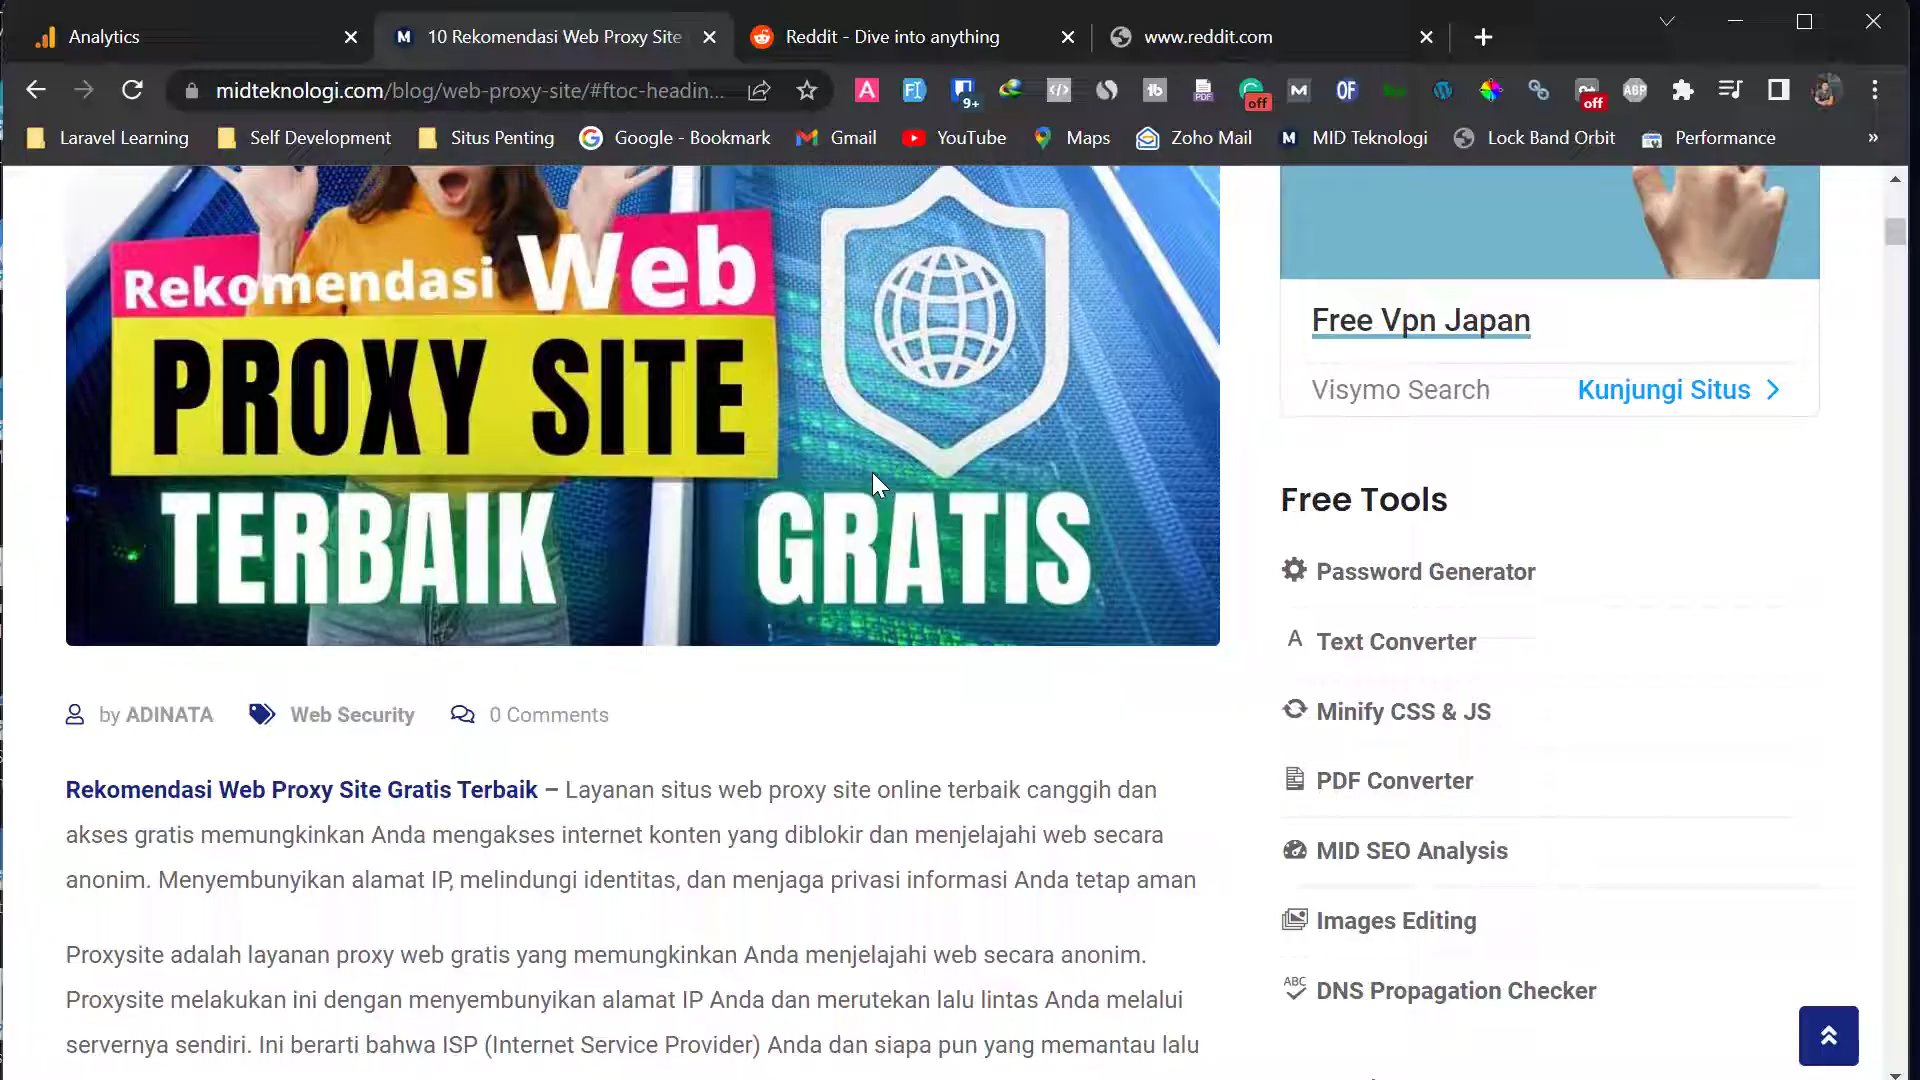 Analytics
10 Rekomendasi Web Proxy Site
Reddit - Dive into anything
www.reddit.com
midteknologi.com/blog/web-proxy-site/#ftoc-headin...
9+
off
off
Laravel Learning
Self Development
Situs Penting
Google - Bookmark
Gmail
YouTube
Maps
Zoho Mail
MID Teknologi
Lock Band Orbit
Performance
Rekomendasi Web
PROXY SITE
TERBAIK GRATIS
by ADINATA
Web Security
0 Comments
Rekomendasi Web Proxy Site Gratis Terbaik – Layanan situs web proxy site online terbaik canggih dan
akses gratis memungkinkan Anda mengakses internet konten yang diblokir dan menjelajahi web secara
anonim. Menyembunyikan alamat IP, melindungi identitas, dan menjaga privasi informasi Anda tetap aman
Proxysite adalah layanan proxy web gratis yang memungkinkan Anda menjelajahi web secara anonim.
Proxysite melakukan ini dengan menyembunyikan alamat IP Anda dan merutekan lalu lintas Anda melalui
servernya sendiri. Ini berarti bahwa ISP (Internet Service Provider) Anda dan siapa pun yang memantau lalu
Free Vpn Japan
Visymo Search
Kunjungi Situs
Free Tools
Password Generator
Text Converter
Minify CSS & JS
PDF Converter
MID SEO Analysis
Images Editing
DNS Propagation Checker